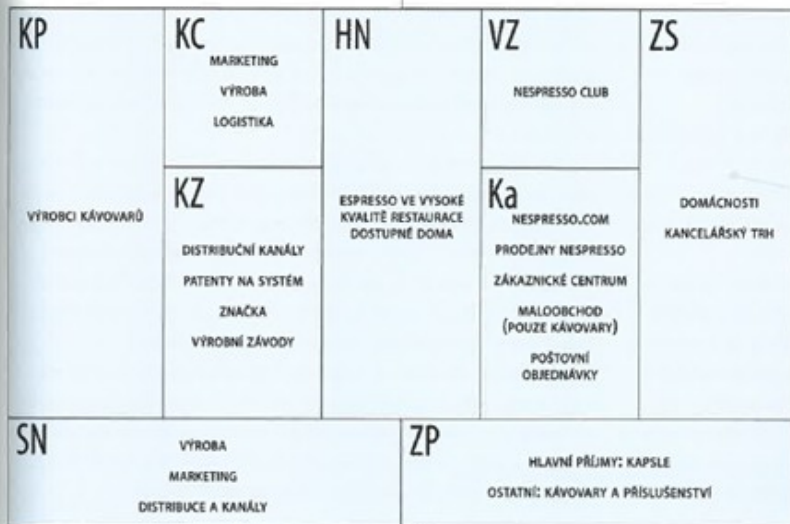 KP
VÝROBCI KÁVOVARŮ
KC
MARKETING
VÝROBA
LOGISTIKA
KZ
DISTRIBUČNÍ KANÁLY
PATENTY NA SYSTÉM
ZNAČKA
VÝROBNÍ ZÁVODY
HN
ESPRESSO VE VYSOKÉ
KVALITĚ RESTAURACE
DOSTUPNÉ DOMA
VZ
NESPRESSO CLUB
Ka
NESPRESSO.COM
PRODEJNY NESPRESSO
ZÁKAZNICKÉ CENTRUM
MALOOBCHOD
(POUZE KÁVOVARY)
POŠTOVNÍ
OBJEDNÁVKY
ZS
DOMÁCNOSTI
KANCELÁŘSKÝ TRH
SN
VÝROBA
MARKETING
DISTRIBUCE A KANÁLY
ZP
HLAVNÍ PŘÍJMY: KAPSLE
OSTATNÍ: KÁVOVARY A PŘÍSLUŠENSTVÍ